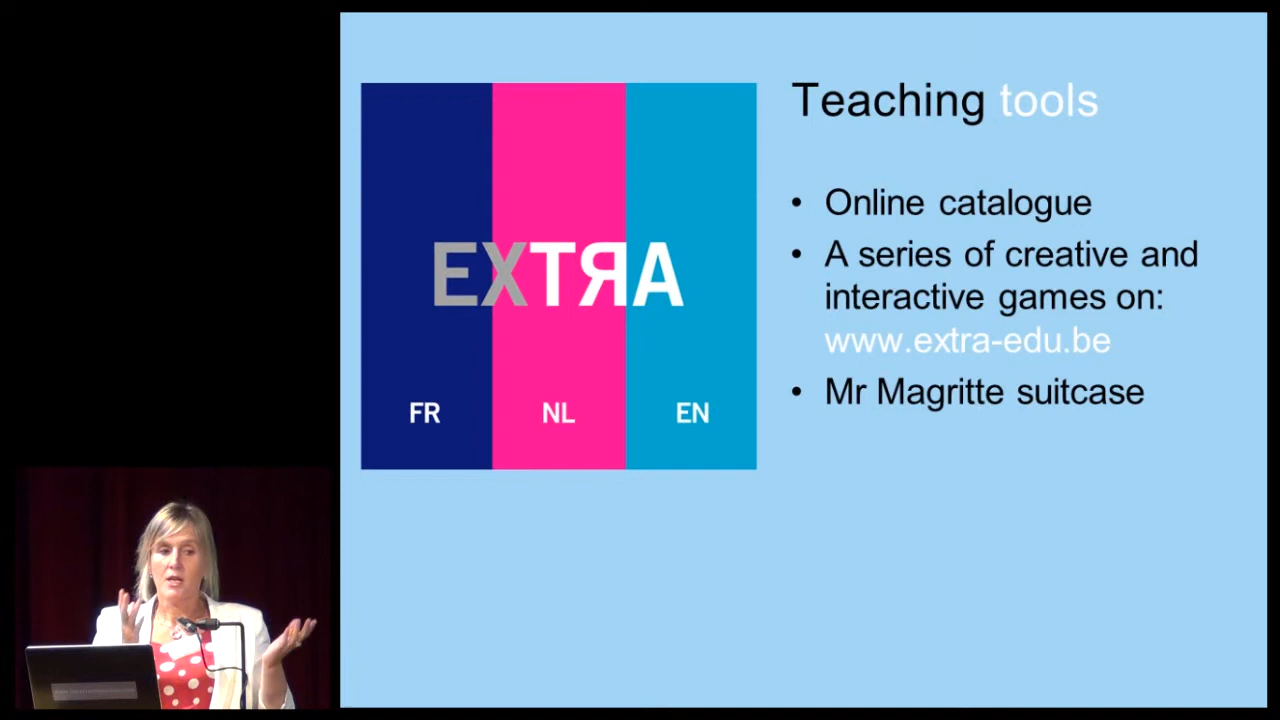 Teaching tools
• Online catalogue
• A series of creative and
interactive games on:
www.extra-edu.be
• Mr Magritte suitcase
EXTЯA
FR NL EN